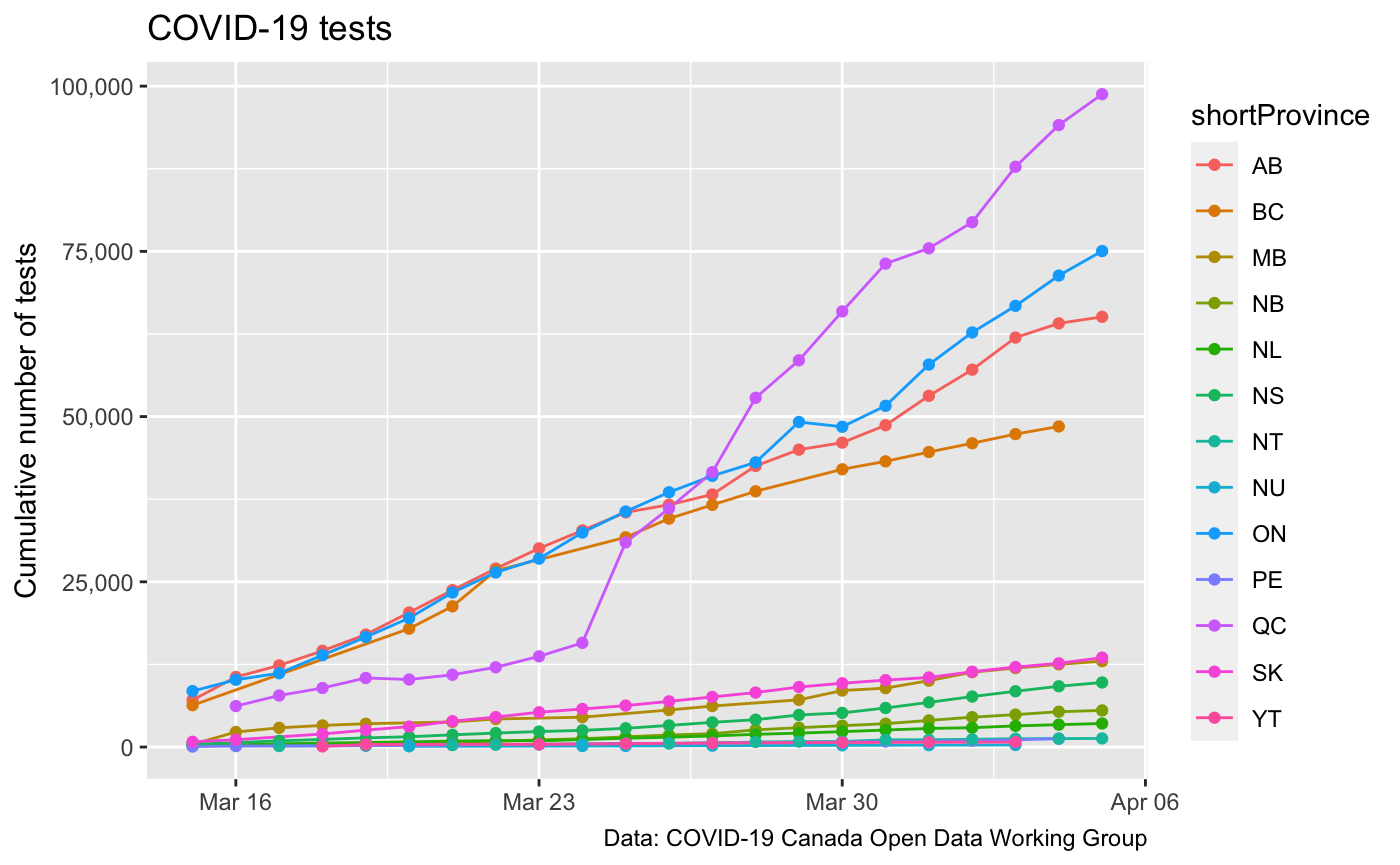 COVID-19 tests
Cumulative number of tests
100,000
75,000
50,000
25,000
0
Mar 16
Mar 23
Mar 30
Apr 06
Data: COVID-19 Canada Open Data Working Group
shortProvince
AB
BC
MB
NB
NL
NS
NT
NU
ON
PE
QC
SK
YT